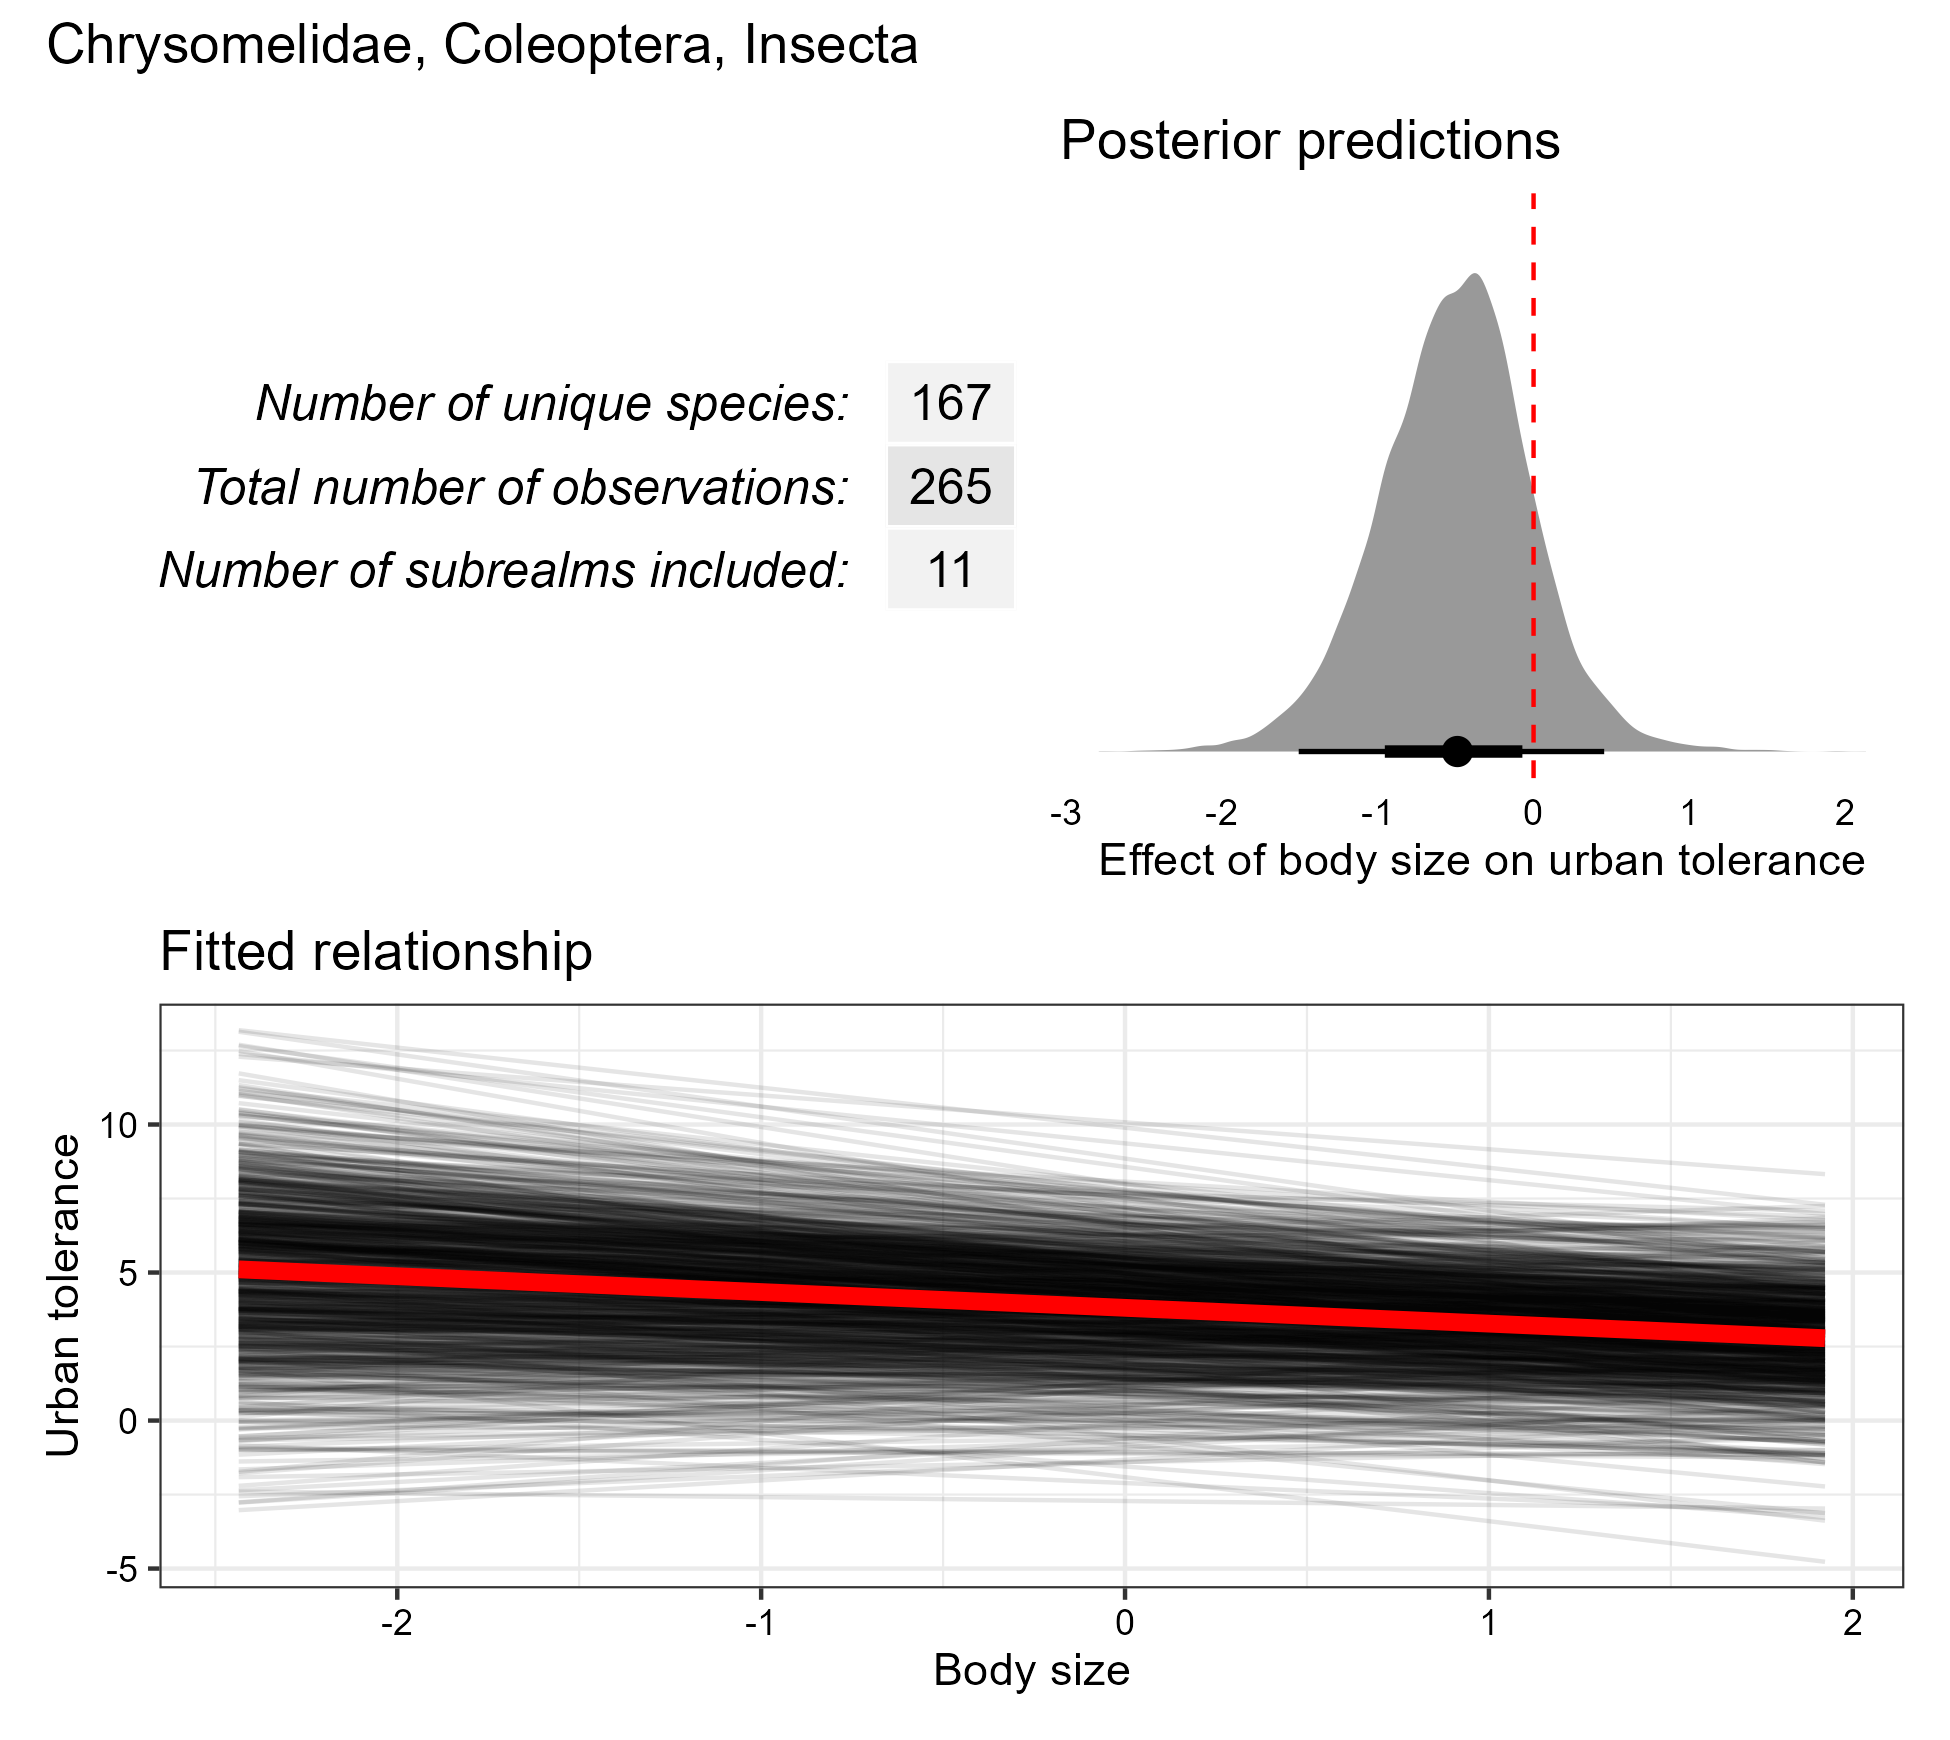 Chrysomelidae, Coleoptera, Insecta
Posterior predictions
Number of unique species: 167
Total number of observations: 265
Number of subrealms included: 11
-3 -2 -1 0 1 2
Effect of body size on urban tolerance
Fitted relationship
Urban tolerance
10
5
0
-5
-2 -1 0 1 2
Body size